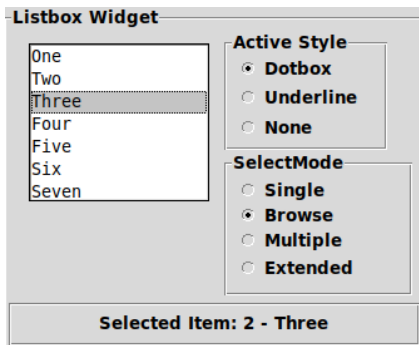 Listbox Widget
One
Two
Three
Four
Five
Six
Seven
Active Style
Dotbox
Underline
None
SelectMode
Single
Browse
Multiple
Extended
Selected Item: 2 - Three